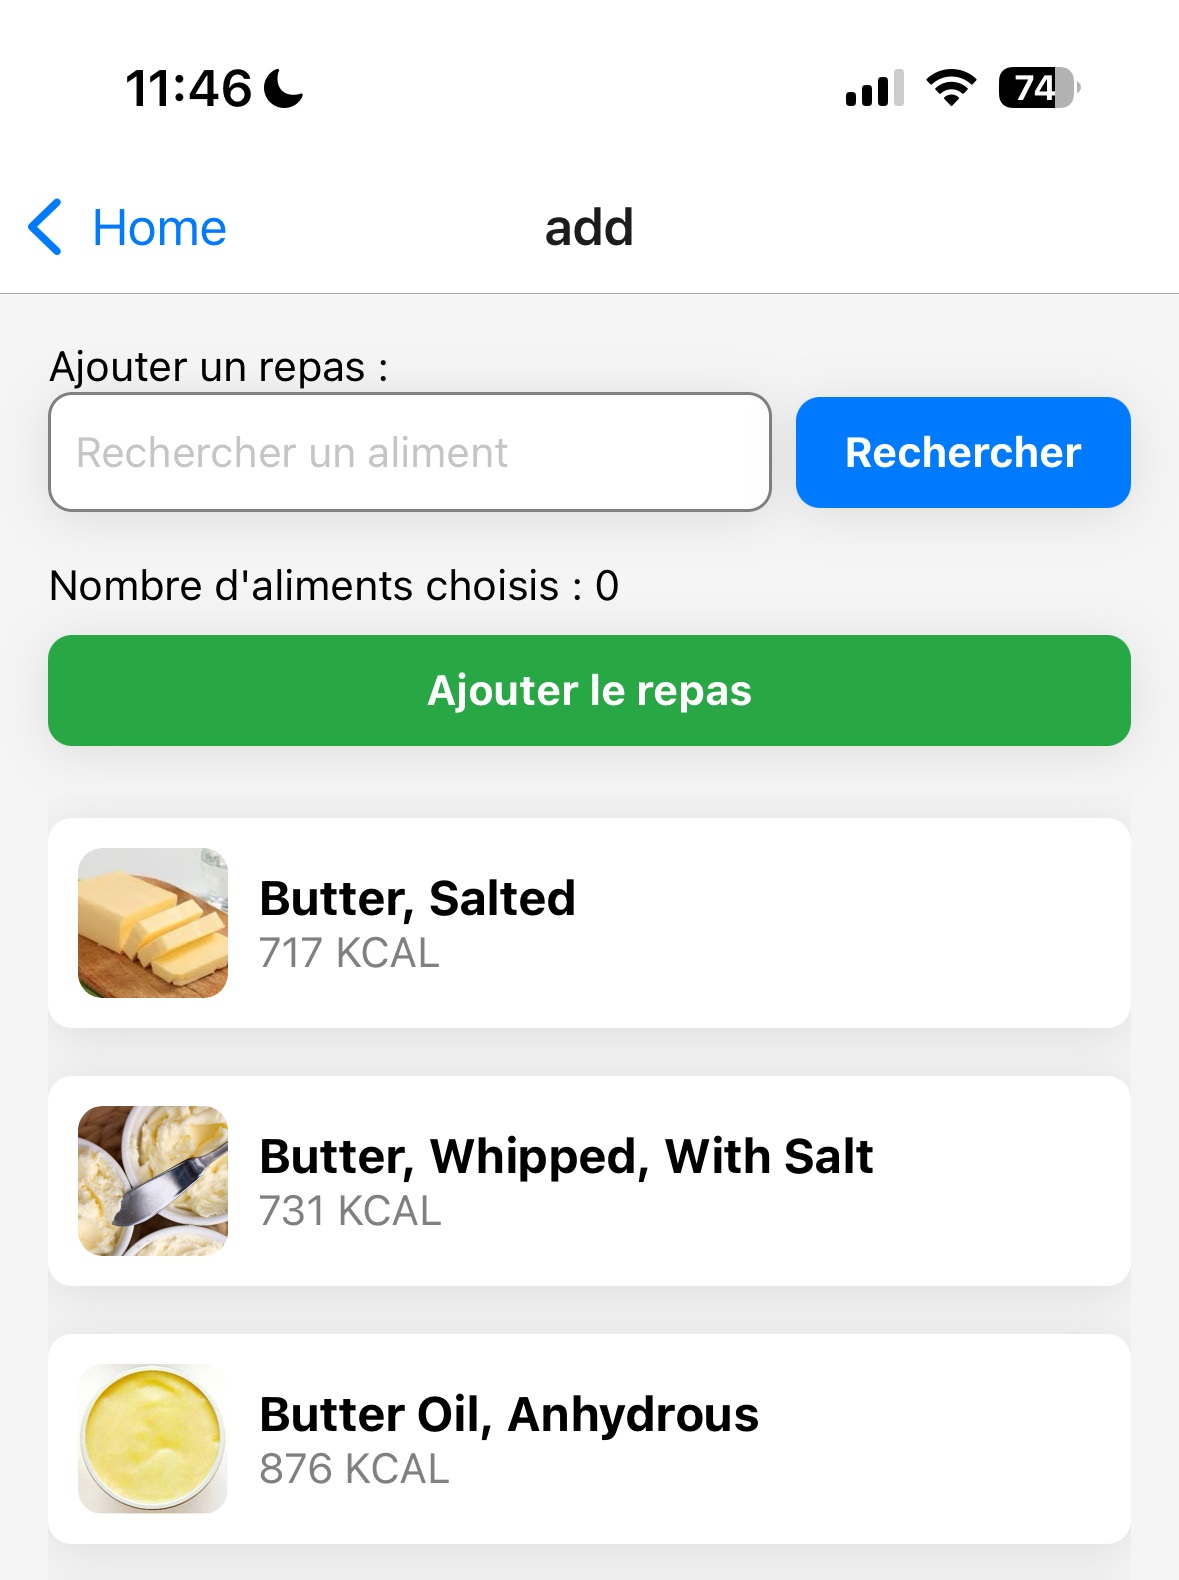 11:46
74
Home
add
Ajouter un repas :
Rechercher un aliment
Rechercher
Nombre d'aliments choisis : 0
Ajouter le repas
Butter, Salted
717 KCAL
Butter, Whipped, With Salt
731 KCAL
Butter Oil, Anhydrous
876 KCAL